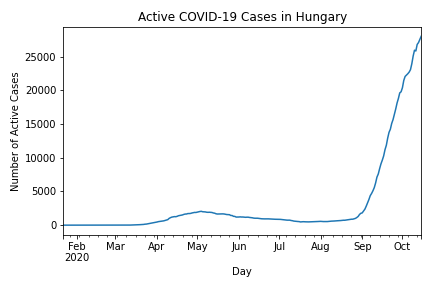 Active COVID-19 Cases in Hungary
Number of Active Cases
25000
20000
15000
10000
5000
0
Feb Mar Apr May Jun Jul Aug Sep Oct
2020
Day